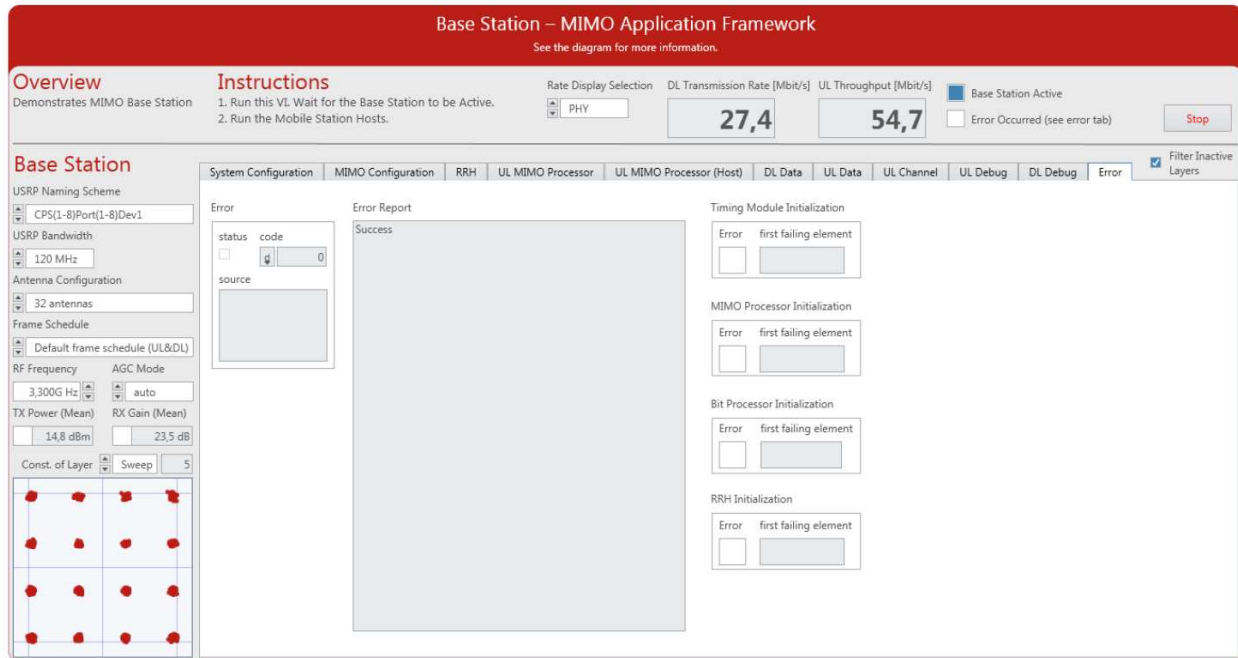 Base Station – MIMO Application Framework
See the diagram for more information.
Overview
Demonstrates MIMO Base Station
Instructions
1. Run this VI. Wait for the Base Station to be Active.
2. Run the Mobile Station Hosts.
Rate Display Selection
PHY
DL Transmission Rate [Mbit/s]
27,4
UL Throughput [Mbit/s]
54,7
Base Station Active
Error Occurred (see error tab)
Stop
Base Station
USRP Naming Scheme
CPS(1-8)Port(1-8)Dev1
USRP Bandwidth
120 MHz
Antenna Configuration
32 antennas
Frame Schedule
Default frame schedule (UL&DL)
RF Frequency
3,300G Hz
AGC Mode
auto
TX Power (Mean)
14,8 dBm
RX Gain (Mean)
23,5 dB
Const. of Layer
Sweep
5
System Configuration
MIMO Configuration
RRH
UL MIMO Processor
UL MIMO Processor (Host)
DL Data
UL Data
UL Channel
UL Debug
DL Debug
Error
Filter Inactive
Layers
Error
status
code
d
0
source
Error Report
Success
Timing Module Initialization
Error
first failing element
MIMO Processor Initialization
Error
first failing element
Bit Processor Initialization
Error
first failing element
RRH Initialization
Error
first failing element